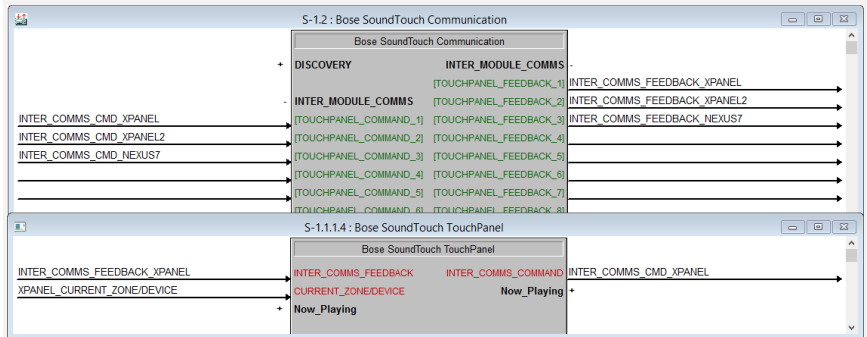 S-1.2 : Bose SoundTouch Communication
Bose SoundTouch Communication
+ DISCOVERY INTER_MODULE_COMMS -
[TOUCHPANEL_FEEDBACK_1] INTER_COMMS_FEEDBACK_XPANEL
- INTER_MODULE_COMMS [TOUCHPANEL_FEEDBACK_2] INTER_COMMS_FEEDBACK_XPANEL2
INTER_COMMS_CMD_XPANEL [TOUCHPANEL_COMMAND_1] [TOUCHPANEL_FEEDBACK_3] INTER_COMMS_FEEDBACK_NEXUS7
INTER_COMMS_CMD_XPANEL2 [TOUCHPANEL_COMMAND_2] [TOUCHPANEL_FEEDBACK_4]
INTER_COMMS_CMD_NEXUS7 [TOUCHPANEL_COMMAND_3] [TOUCHPANEL_FEEDBACK_5]
[TOUCHPANEL_COMMAND_4] [TOUCHPANEL_FEEDBACK_6]
[TOUCHPANEL_COMMAND_5] [TOUCHPANEL_FEEDBACK_7]
[TOUCHPANEL_COMMAND_6] [TOUCHPANEL_FEEDBACK_8]
S-1.1.1.4 : Bose SoundTouch TouchPanel
Bose SoundTouch TouchPanel
INTER_COMMS_FEEDBACK_XPANEL INTER_COMMS_FEEDBACK INTER_COMMS_COMMAND INTER_COMMS_CMD_XPANEL
XPANEL_CURRENT_ZONE/DEVICE CURRENT_ZONE/DEVICE Now_Playing +
+ Now_Playing